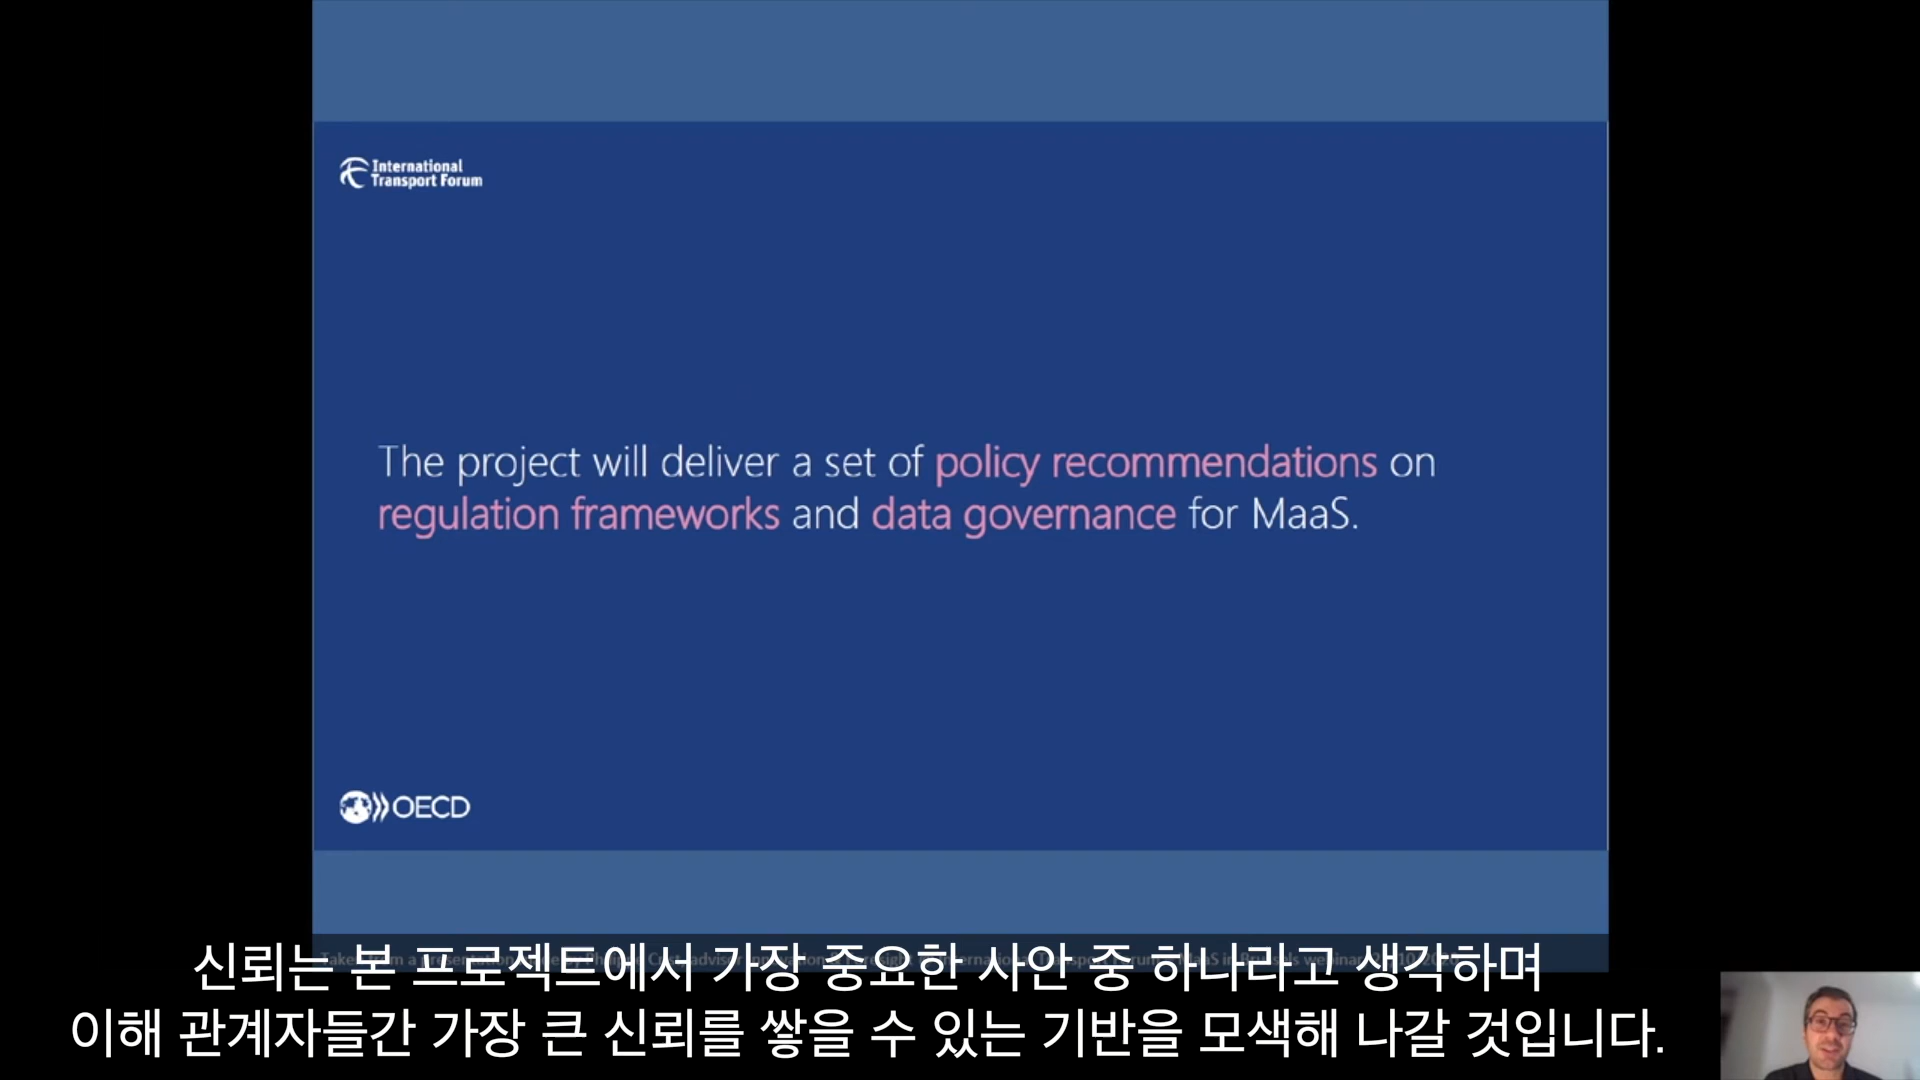 International
Transport Forum
The project will deliver a set of policy recommendations on
regulation frameworks and data governance for MaaS.
OECD
신뢰는 본 프로젝트에서 가장 중요한 사안 중 하나라고 생각하며
이해 관계자들간 가장 큰 신뢰를 쌓을 수 있는 기반을 모색해 나갈 것입니다.